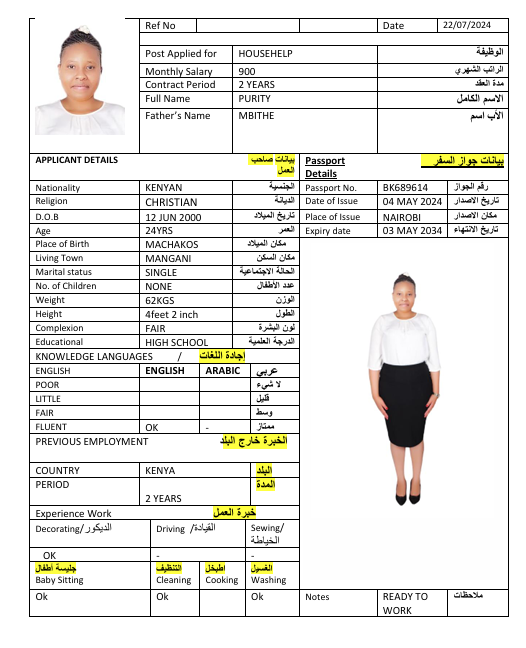 Ref No Date 22/07/2024
Post Applied for HOUSEHELP الوظيفة
Monthly Salary 900 الراتب الشهري
Contract Period 2 YEARS مدة العقد
Full Name PURITY الاسم الكامل
Father's Name MBITHE الأب اسم
APPLICANT DETAILS بيانات صاحب العمل
Passport Details بيانات جواز السفر
Nationality KENYAN الجنسية
Passport No. BK689614 رقم الجواز
Religion CHRISTIAN الديانة
Date of Issue 04 MAY 2024 تاريخ الاصدار
D.O.B 12 JUN 2000 تاريخ الميلاد
Place of Issue NAIROBI مكان الاصدار
Age 24YRS العمر
Expiry date 03 MAY 2034 تاريخ الانتهاء
Place of Birth MACHAKOS مكان الميلاد
Living Town MANGANI مكان السكن
Marital status SINGLE الحالة الاجتماعية
No. of Children NONE عدد الأطفال
Weight 62KGS الوزن
Height 4feet 2 inch الطول
Complexion FAIR لون البشرة
Educational HIGH SCHOOL الدرجة العلمية
KNOWLEDGE LANGUAGES / إجادة اللغات
ENGLISH ENGLISH ARABIC عربي
POOR لا شيء
LITTLE قليل
FAIR وسط
FLUENT OK - ممتاز
PREVIOUS EMPLOYMENT الخبرة خارج البلد
COUNTRY KENYA البلد
PERIOD 2 YEARS المدة
Experience Work خبرة العمل
Decorating/الديكور Driving /القيادة Sewing/الخياطة
OK - -
جليسة أطفال التنظيف اطبخل الغسيل
Baby Sitting Cleaning Cooking Washing
Ok Ok Ok
Notes READY TO WORK ملاحظات